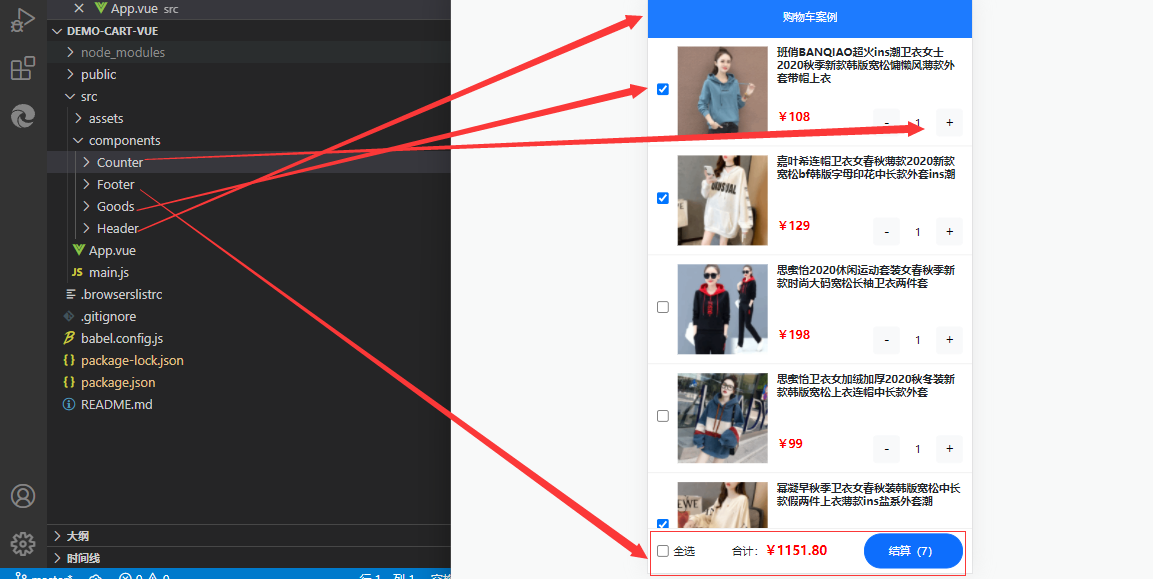 App.vue src
DEMO-CART-VUE
node_modules
public
src
assets
components
Counter
Footer
Goods
Header
App.vue
JS main.js
.browserslistrc
.gitignore
babel.config.js
{} package-lock.json
{} package.json
README.md
大纲
时间线
购物车案例
班俏BANQIAO超火ins潮卫衣女士
2020秋季新款韩版宽松慵懒风薄款外
套带帽上衣
￥108
- 1 +
嘉叶希连帽卫衣女春秋薄款2020新款
宽松bf韩版字母印花中长款外套ins潮
￥129
- 1 +
思蜜怡2020休闲运动套装女春秋季新
款时尚大码宽松长袖卫衣两件套
￥198
- 1 +
思蜜怡卫衣女加绒加厚2020秋冬装新
款韩版宽松上衣连帽中长款外套
￥99
- 1 +
幂凝早秋季卫衣女春秋装韩版宽松中长
款假两件上衣薄款ins盐系外套潮
全选 合计: ￥1151.80 结算 (7)